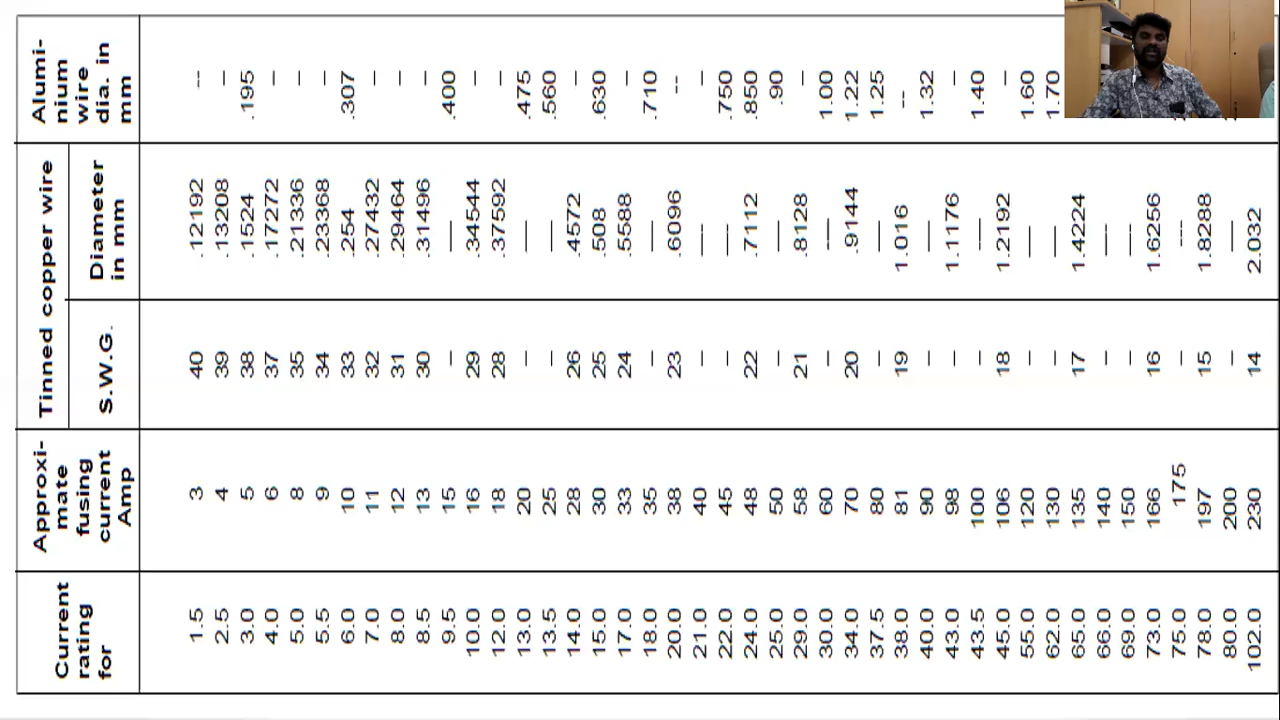 Current rating for Approxi- mate fusing current Amp Tinned copper wire Alumi- nium wire dia. in mm
S.W.G. Diameter in mm
1.5 3 40 .12192 --
2.5 4 39 .13208 –
3.0 5 38 .1524 .195
4.0 6 37 .17272 –
5.0 8 35 .21336 –
5.5 9 34 .23368 –
6.0 10 33 .254 .307
7.0 11 32 .27432 –
8.0 12 31 .29464 –
8.5 13 30 .31496 –
9.5 15 – — .400
10.0 16 29 .34544 –
12.0 18 28 .37592 –
13.0 20 – — .475
13.5 25 – — .560
14.0 28 26 .4572 –
15.0 30 25 .508 .630
17.0 33 24 .5588 –
18.0 35 – — .710
20.0 38 23 .6096 --
21.0 40 – — –
22.0 45 – — .750
24.0 48 22 .7112 .850
25.0 50 – — .90
29.0 58 21 .8128 –
30.0 60 – --- 1.00
34.0 70 20 .9144 1.22
37.5 80 – — 1.25
38.0 81 19 1.016 --
40.0 90 – — 1.32
43.0 98 – 1.1176 –
43.5 100 – — 1.40
45.0 106 18 1.2192 –
55.0 120 – — 1.60
62.0 130 – — 1.70
65.0 135 17 1.4224
66.0 140 – —
69.0 150 – —
73.0 166 16 1.6256
75.0 175 – ---
78.0 197 15 1.8288
80.0 200 – —
102.0 230 14 2.032